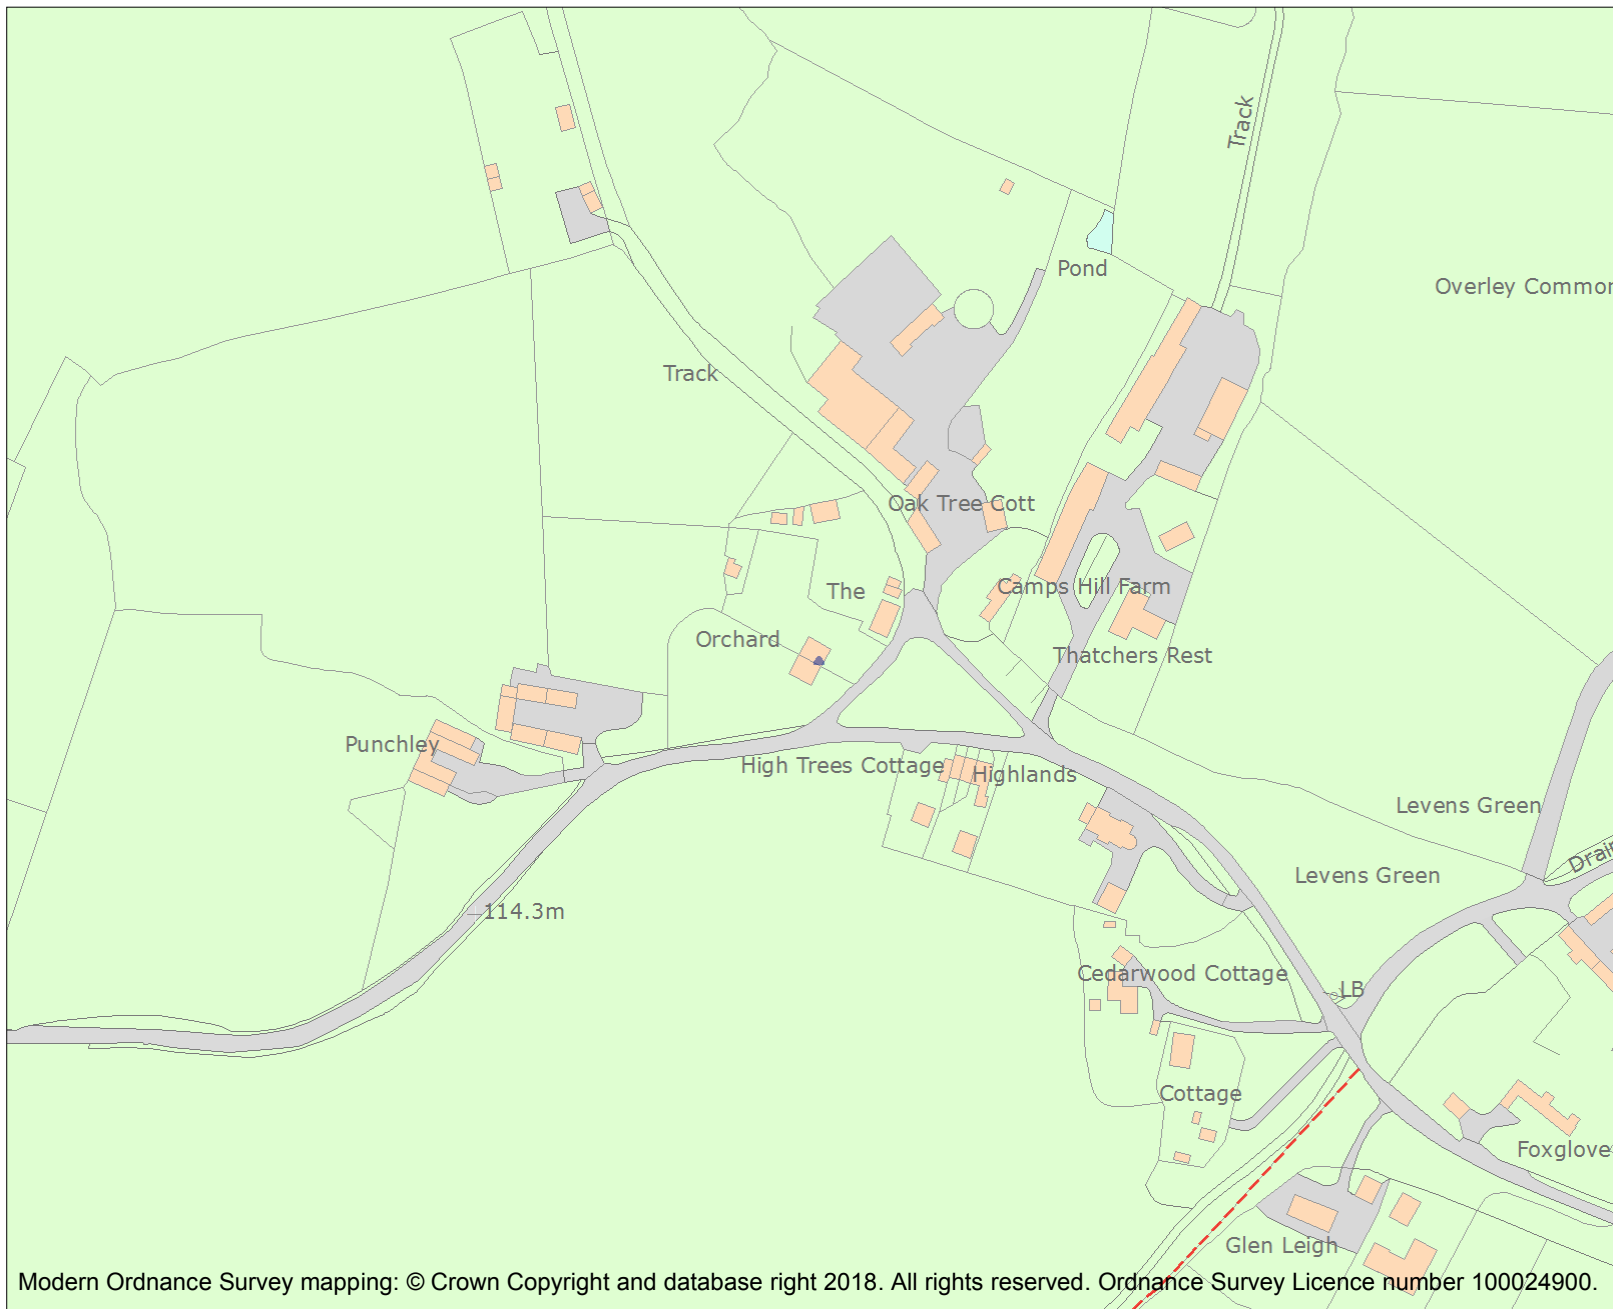 Track
Pond
Overley Common
Track
Oak Tree Cott
Camps Hill Farm
The
Orchard
Thatchers Rest
Punchley
High Trees Cottage
Highlands
Levens Green
Drain
Levens Green
114.3m
Cedarwood Cottage
LB
Cottage
Foxglove
Glen Leigh
Modern Ordnance Survey mapping: © Crown Copyright and database right 2018. All rights reserved. Ordnance Survey Licence number 100024900.